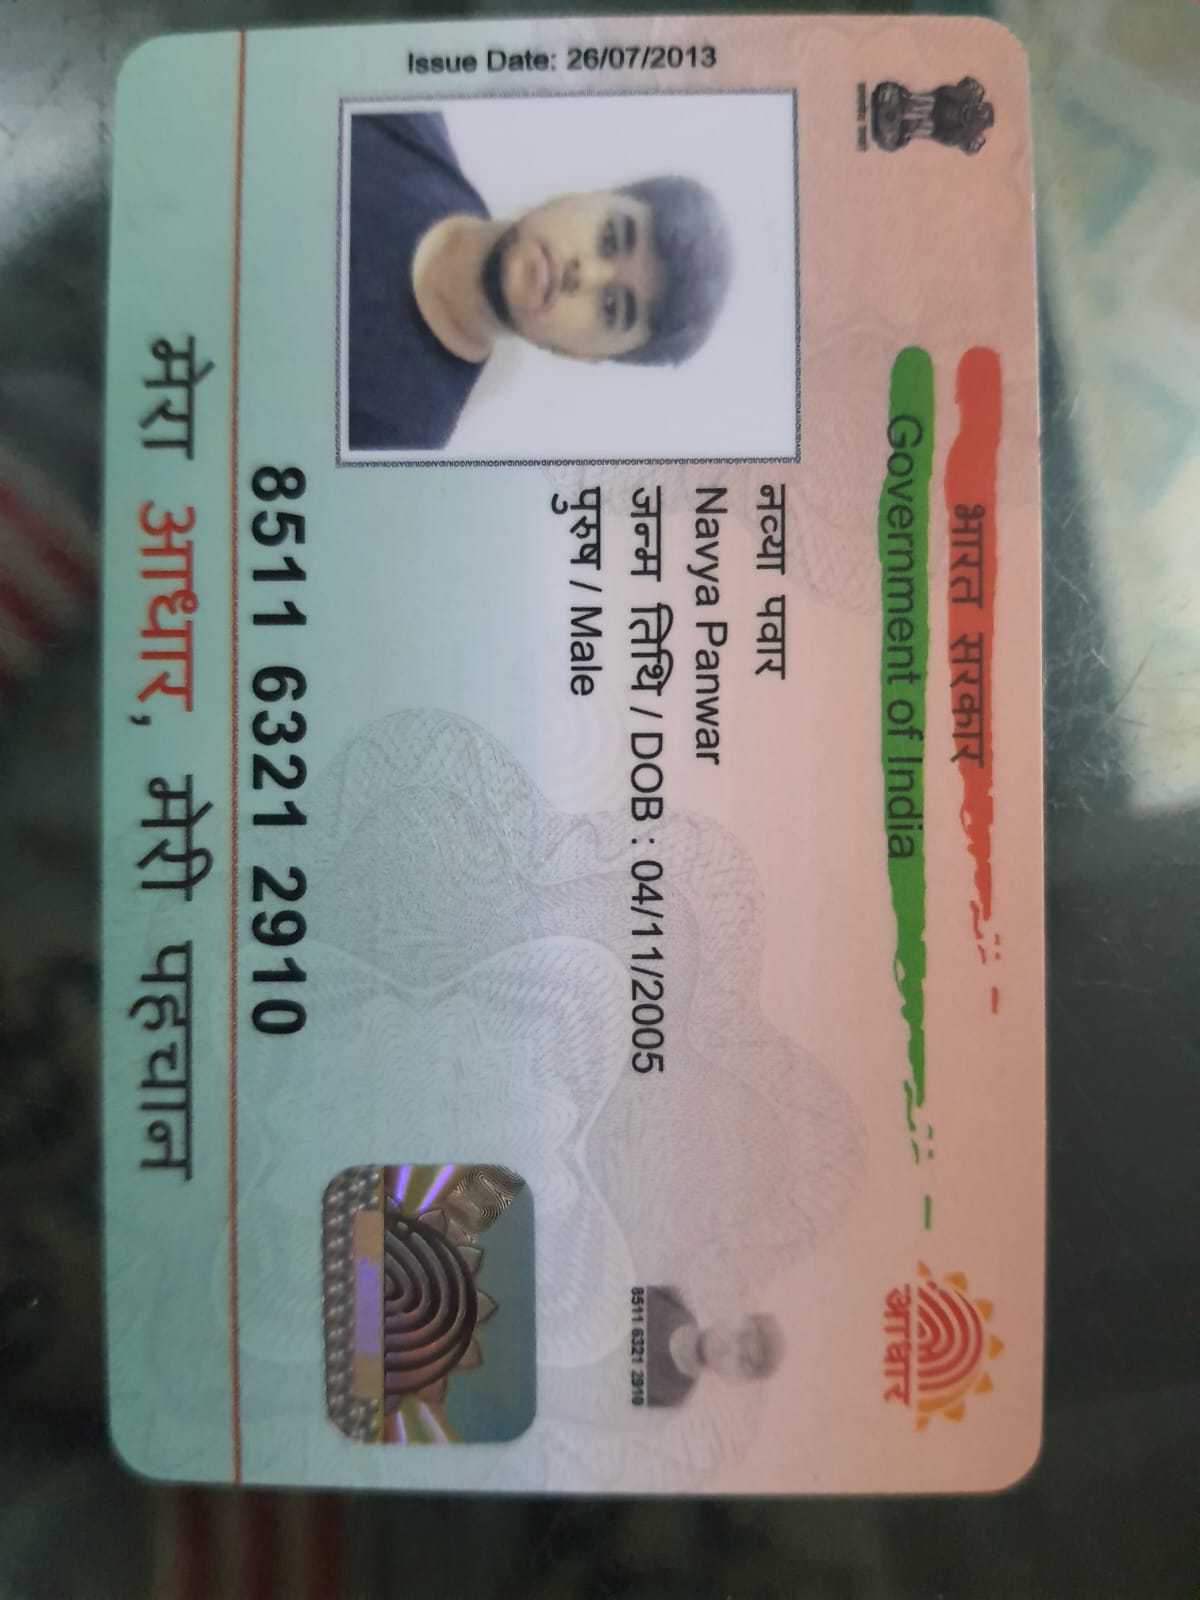 भारत सरकार
Government of India
आधार
Issue Date: 26/07/2013
नव्या पवार
Navya Panwar
जन्म तिथि / DOB : 04/11/2005
पुरुष / Male
8511 6321 2910
8511 6321 2910
मेरा आधार, मेरी पहचान